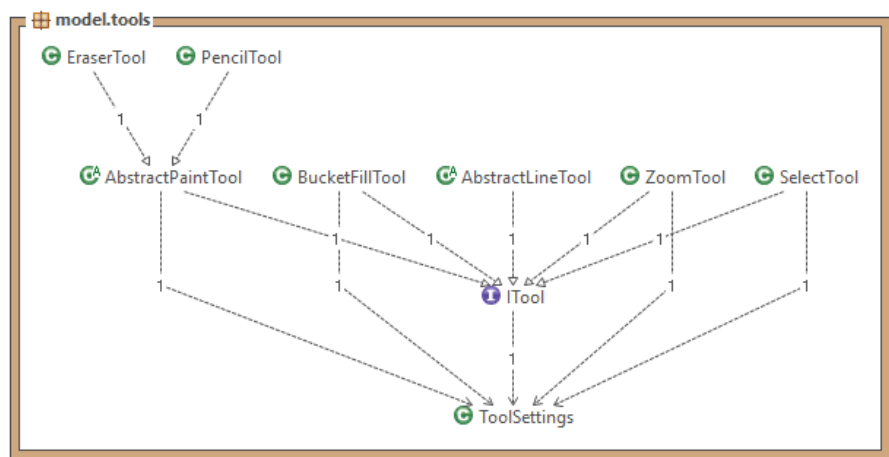 model.tools
EraserTool PencilTool
1 1
AbstractPaintTool BucketFillTool AbstractLineTool ZoomTool SelectTool
1 1 1 1 1
1 1 1 1
ITool
1
ToolSettings